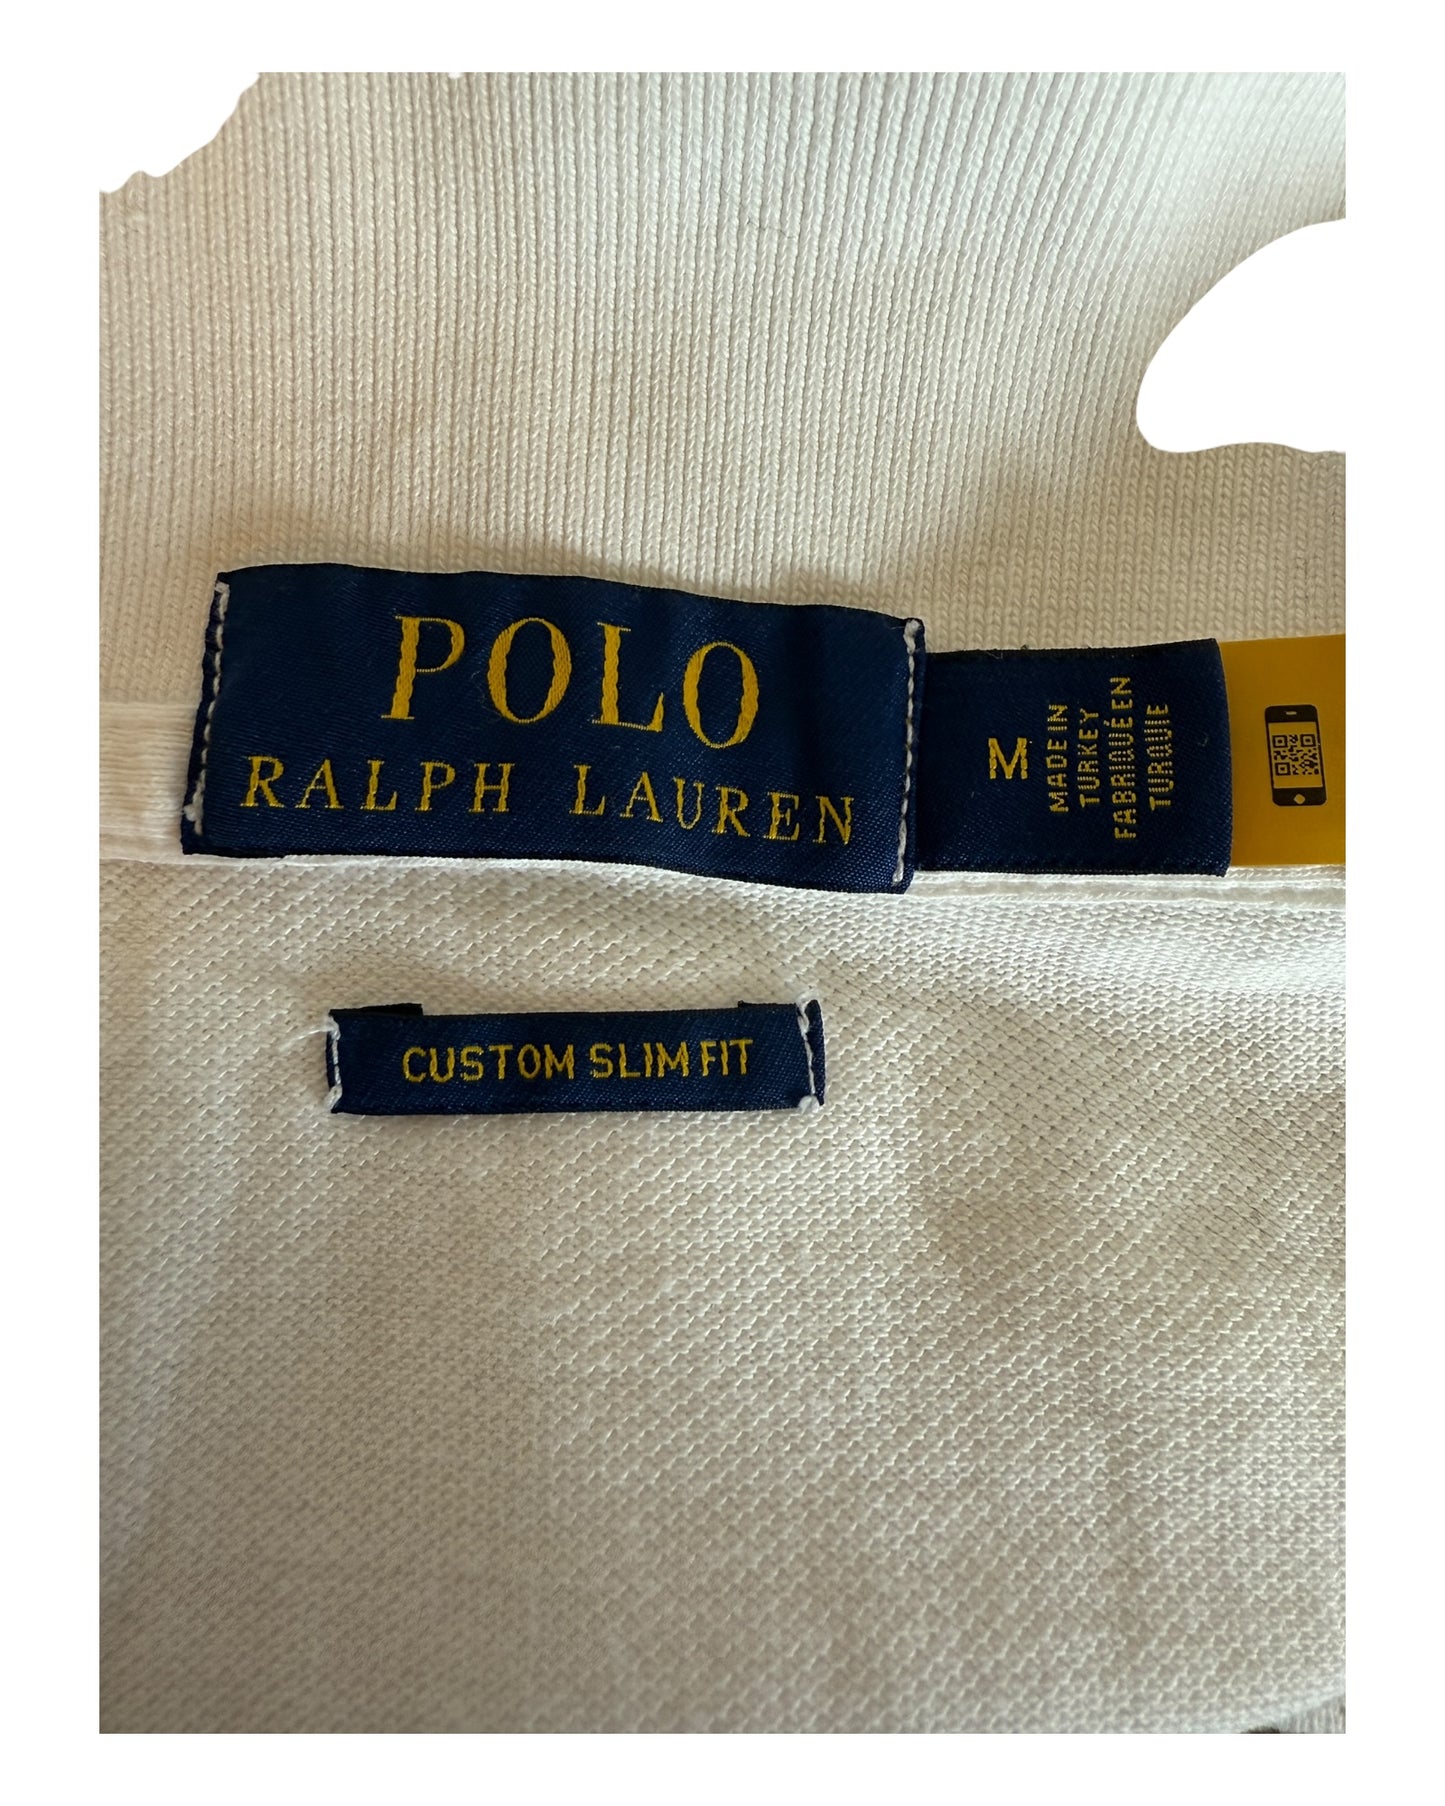 POLO
RALPH LAUREN
M
MADE IN
TURKEY
FABRIQUÉ EN
TURQUIE
CUSTOM SLIM FIT